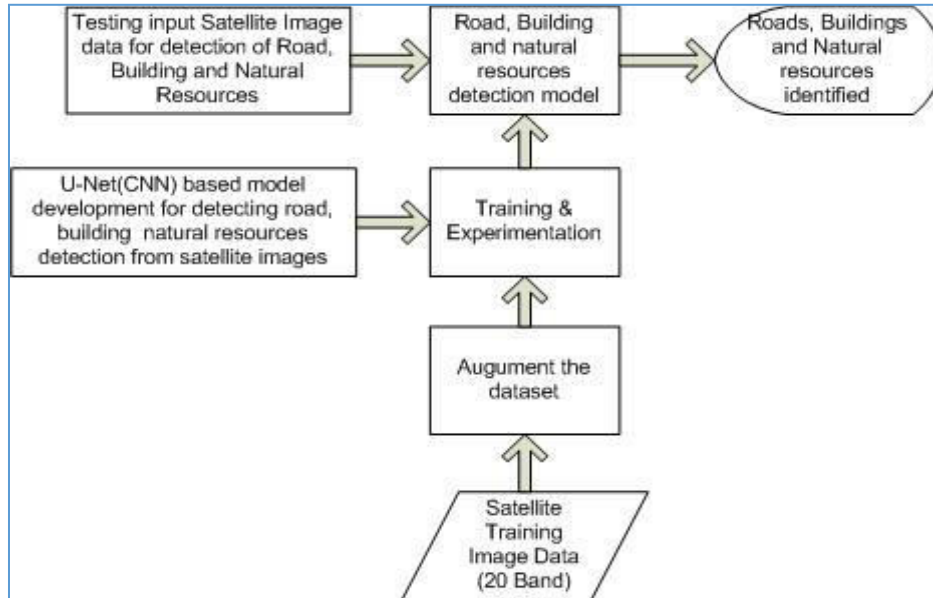 Testing input Satellite Image
data for detection of Road,
Building and Natural
Resources
Road, Building
and natural
resources
detection model
Roads, Buildings
and Natural
resources
identified
U-Net(CNN) based model
development for detecting road,
building natural resources
detection from satellite images
Training &
Experimentation
Augument the
dataset
Satellite
Training
Image Data
(20 Band)